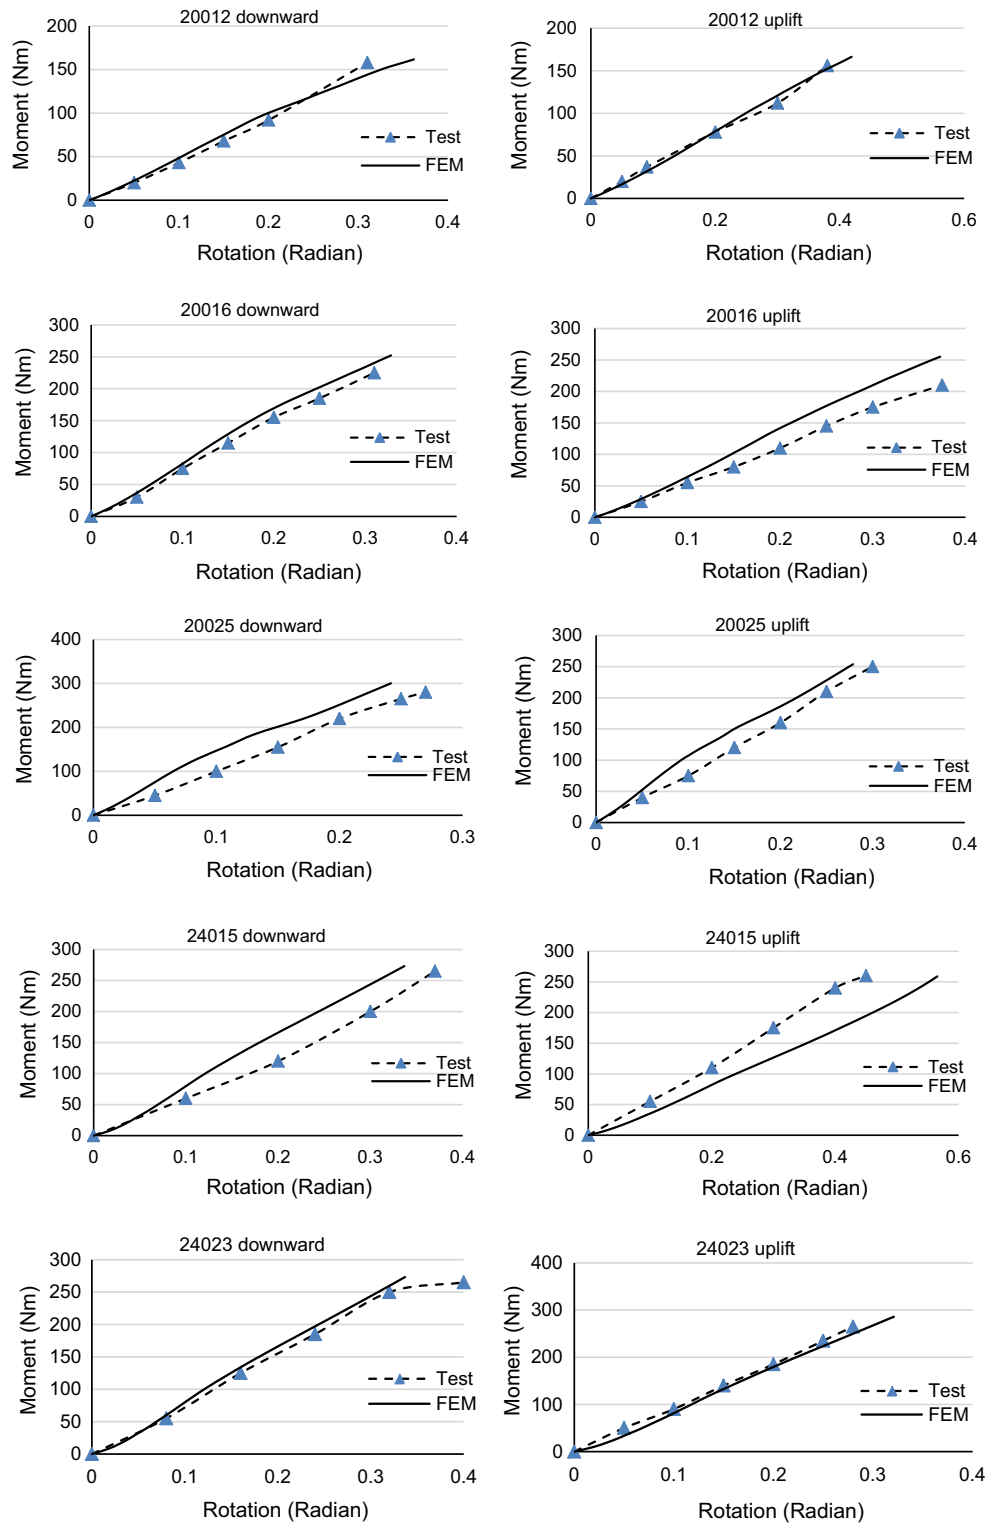 20012 downward
Moment (Nm)
200
150
100
50
0
0 0.1 0.2 0.3 0.4
Rotation (Radian)
Test
FEM
20012 uplift
Moment (Nm)
200
150
100
50
0
0 0.2 0.4 0.6
Rotation (Radian)
Test
FEM
20016 downward
Moment (Nm)
300
250
200
150
100
50
0
0 0.1 0.2 0.3 0.4
Rotation (Radian)
Test
FEM
20016 uplift
Moment (Nm)
300
250
200
150
100
50
0
0 0.1 0.2 0.3 0.4
Rotation (Radian)
Test
FEM
20025 downward
Moment (Nm)
400
300
200
100
0
0 0.1 0.2 0.3
Rotation (Radian)
Test
FEM
20025 uplift
Moment (Nm)
300
250
200
150
100
50
0
0 0.1 0.2 0.3 0.4
Rotation (Radian)
Test
FEM
24015 downward
Moment (Nm)
300
250
200
150
100
50
0
0 0.1 0.2 0.3 0.4
Rotation (Radian)
Test
FEM
24015 uplift
Moment (Nm)
300
250
200
150
100
50
0
0 0.2 0.4 0.6
Rotation (Radian)
Test
FEM
24023 downward
Moment (Nm)
300
250
200
150
100
50
0
0 0.1 0.2 0.3 0.4
Rotation (Radian)
Test
FEM
24023 uplift
Moment (Nm)
400
300
200
100
0
0 0.1 0.2 0.3 0.4
Rotation (Radian)
Test
FEM